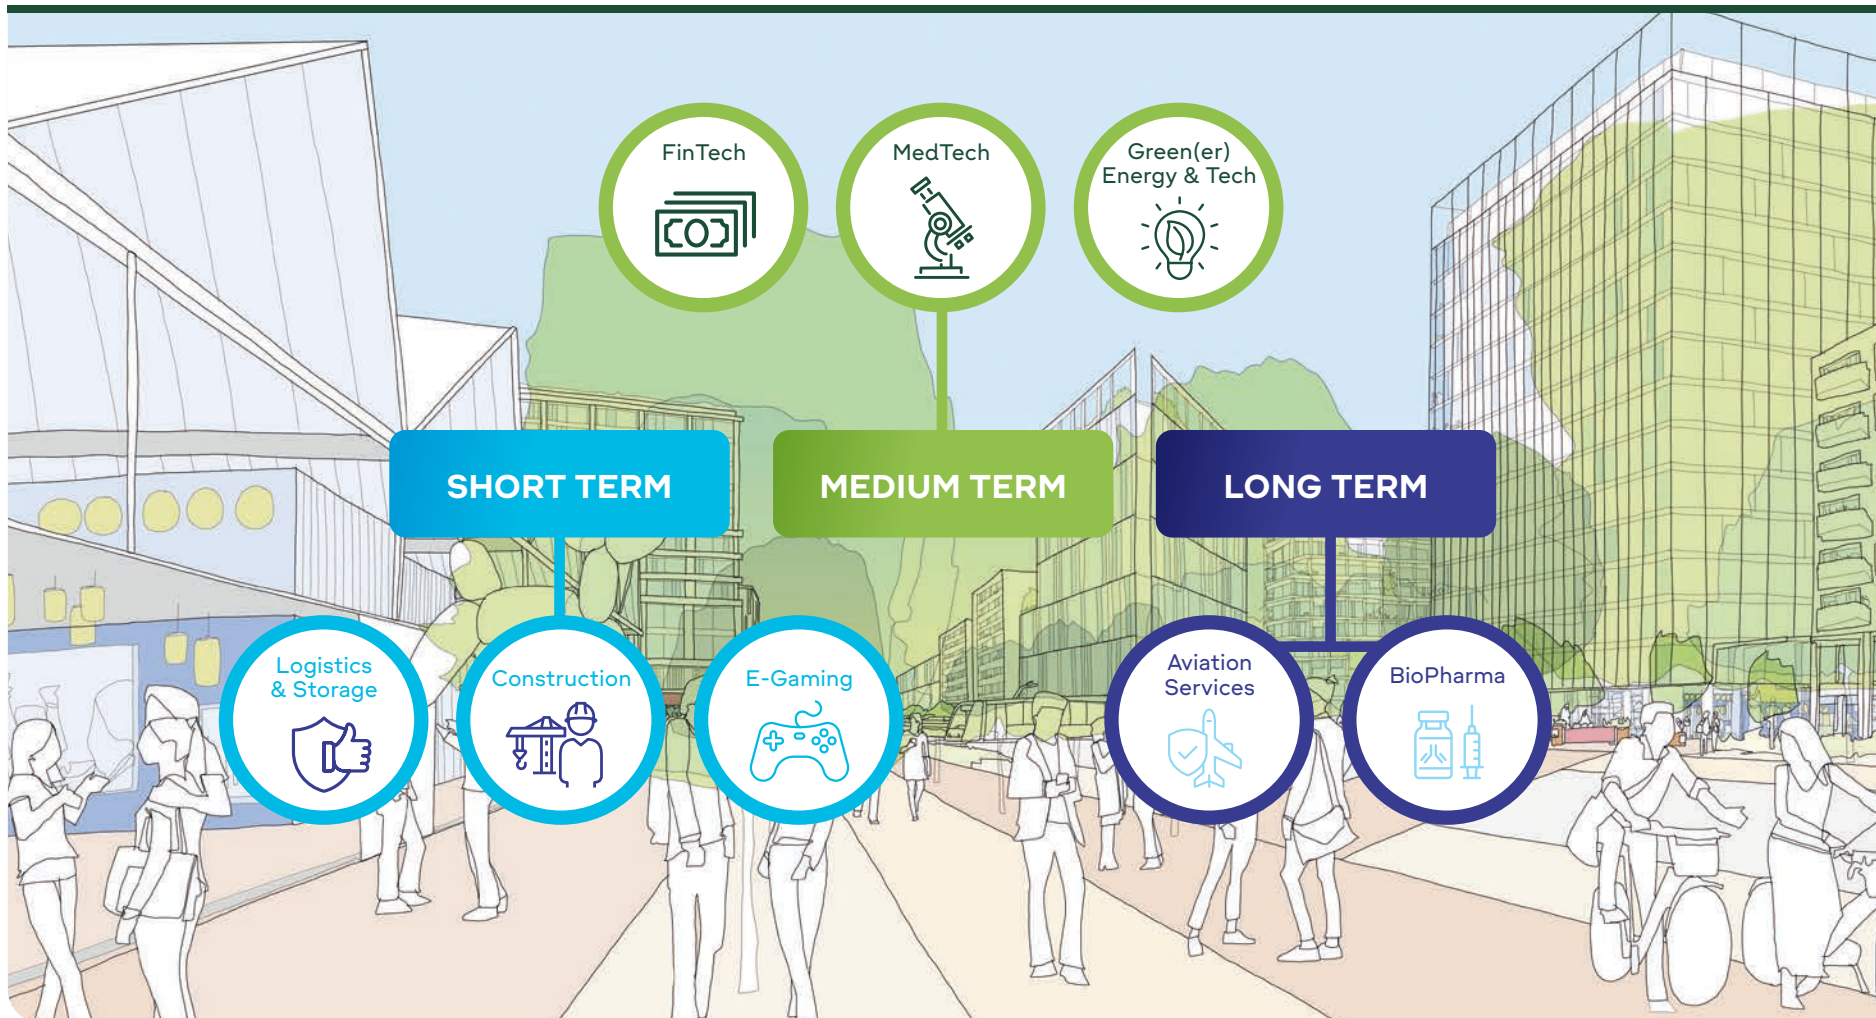 FinTech
MedTech
Green(er)
Energy & Tech
SHORT TERM
MEDIUM TERM
LONG TERM
Logistics
& Storage
Construction
E-Gaming
Aviation
Services
BioPharma